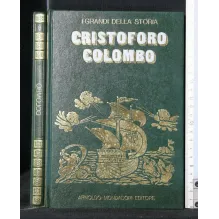 I GRANDI DELLA STORIA
CRISTOFORO
COLOMBO
ARNOLDO MONDADORI EDITORE